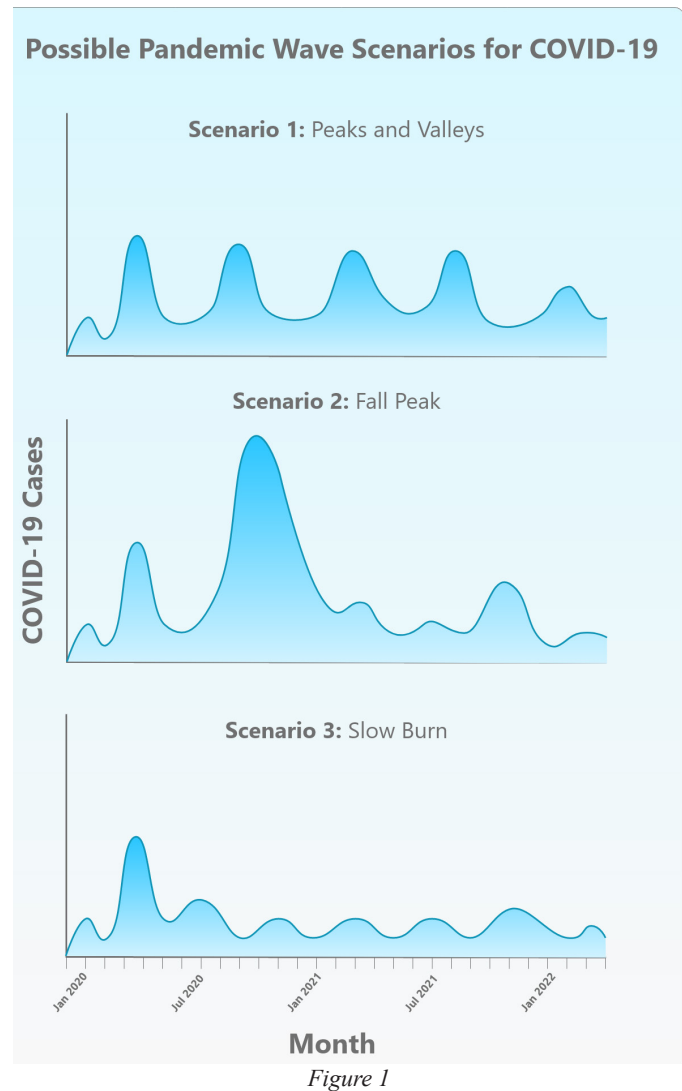 Possible Pandemic Wave Scenarios for COVID-19
Scenario 1: Peaks and Valleys
Scenario 2: Fall Peak
COVID-19 Cases
Scenario 3: Slow Burn
Jan 2020
Jul 2020
Jan 2021
Jul 2021
Jan 2022
Month
Figure 1